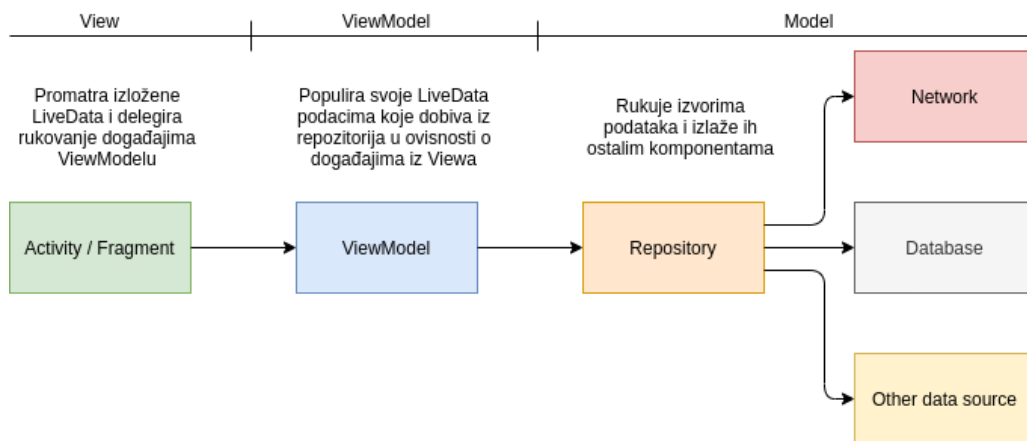 View
ViewModel
Model
Promatra izložene
LiveData i delegira
rukovanje događajima
ViewModelu
Populira svoje LiveData
podacima koje dobiva iz
repozitorija u ovisnosti o
događajima iz Viewa
Rukuje izvorima
podataka i izlaže ih
ostalim komponentama
Network
Activity / Fragment
ViewModel
Repository
Database
Other data source